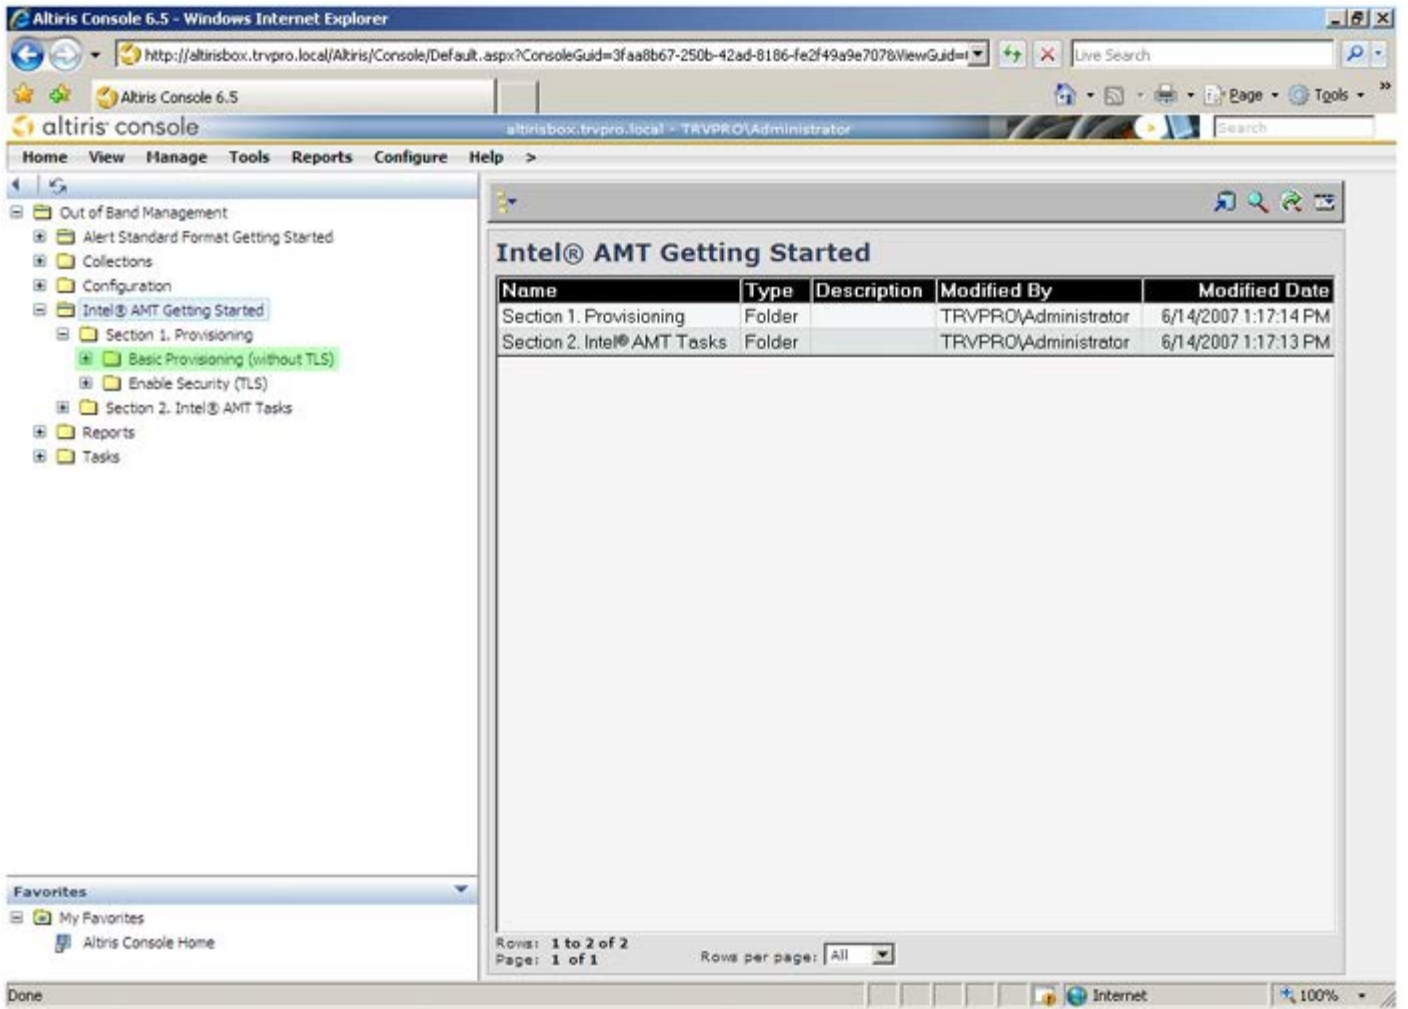 Altiris Console 6.5 - Windows Internet Explorer
http://altirisbox.trvpro.local/Altiris/Console/Default.aspx?ConsoleGuid=3faa8b67-250b-42ad-8186-fe2f49a9e707&ViewGuid=
Live Search
Altiris Console 6.5
Page Tools
altiris console
altirisbox.trvpro.local - TRVPRO\Administrator
Search
Home View Manage Tools Reports Configure Help >
Out of Band Management
Alert Standard Format Getting Started
Collections
Configuration
Intel® AMT Getting Started
Section 1. Provisioning
Basic Provisioning (without TLS)
Enable Security (TLS)
Section 2. Intel® AMT Tasks
Reports
Tasks
Intel® AMT Getting Started
Name Type Description Modified By Modified Date
Section 1. Provisioning Folder TRVPRO\Administrator 6/14/2007 1:17:14 PM
Section 2. Intel® AMT Tasks Folder TRVPRO\Administrator 6/14/2007 1:17:13 PM
Favorites
My Favorites
Altiris Console Home
Rows: 1 to 2 of 2
Page: 1 of 1
Rows per page: All
Done
Internet
100%